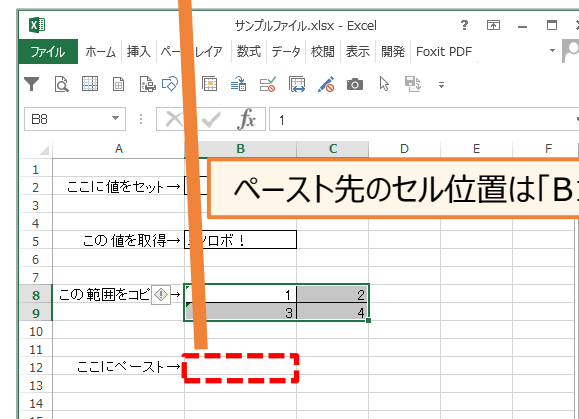 サンプルファイル.xlsx - Excel
ファイル ホーム 挿入 数式 データ 校閲 表示 開発 Foxit PDF
B8 fx 1
A B C D E F
1
2 ここに値をセット→
ペースト先のセル位置は「B
3
4
5 この値を取得→ ロボ！
6
7
8 この範囲をコピ → 1 2
9 3 4
10
11
12 ここにペースト→
13
14